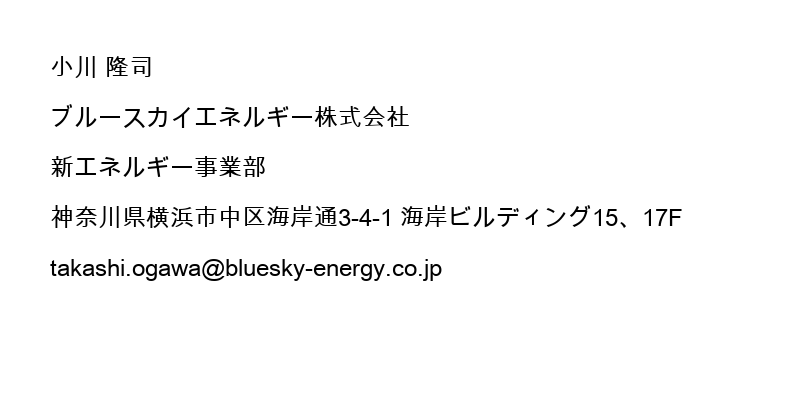 小川 隆司
ブルースカイエネルギー株式会社
新エネルギー事業部
神奈川県横浜市中区海岸通3-4-1 海岸ビルディング15、17F
takashi.ogawa@bluesky-energy.co.jp